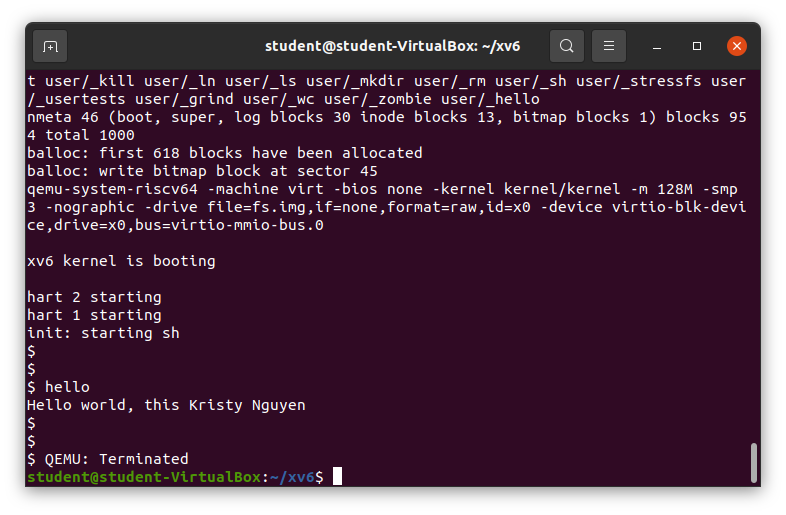 student@student-VirtualBox: ~/xv6
t user/_kill user/_ln user/_ls user/_mkdir user/_rm user/_sh user/_stressfs user
/_usertests user/_grind user/_wc user/_zombie user/_hello
nmeta 46 (boot, super, log blocks 30 inode blocks 13, bitmap blocks 1) blocks 95
4 total 1000
balloc: first 618 blocks have been allocated
balloc: write bitmap block at sector 45
qemu-system-riscv64 -machine virt -bios none -kernel kernel/kernel -m 128M -smp
3 -nographic -drive file=fs.img,if=none,format=raw,id=x0 -device virtio-blk-devi
ce,drive=x0,bus=virtio-mmio-bus.0
xv6 kernel is booting
hart 2 starting
hart 1 starting
init: starting sh
$
$
$ hello
Hello world, this Kristy Nguyen
$
$
$ QEMU: Terminated
student@student-VirtualBox:~/xv6$